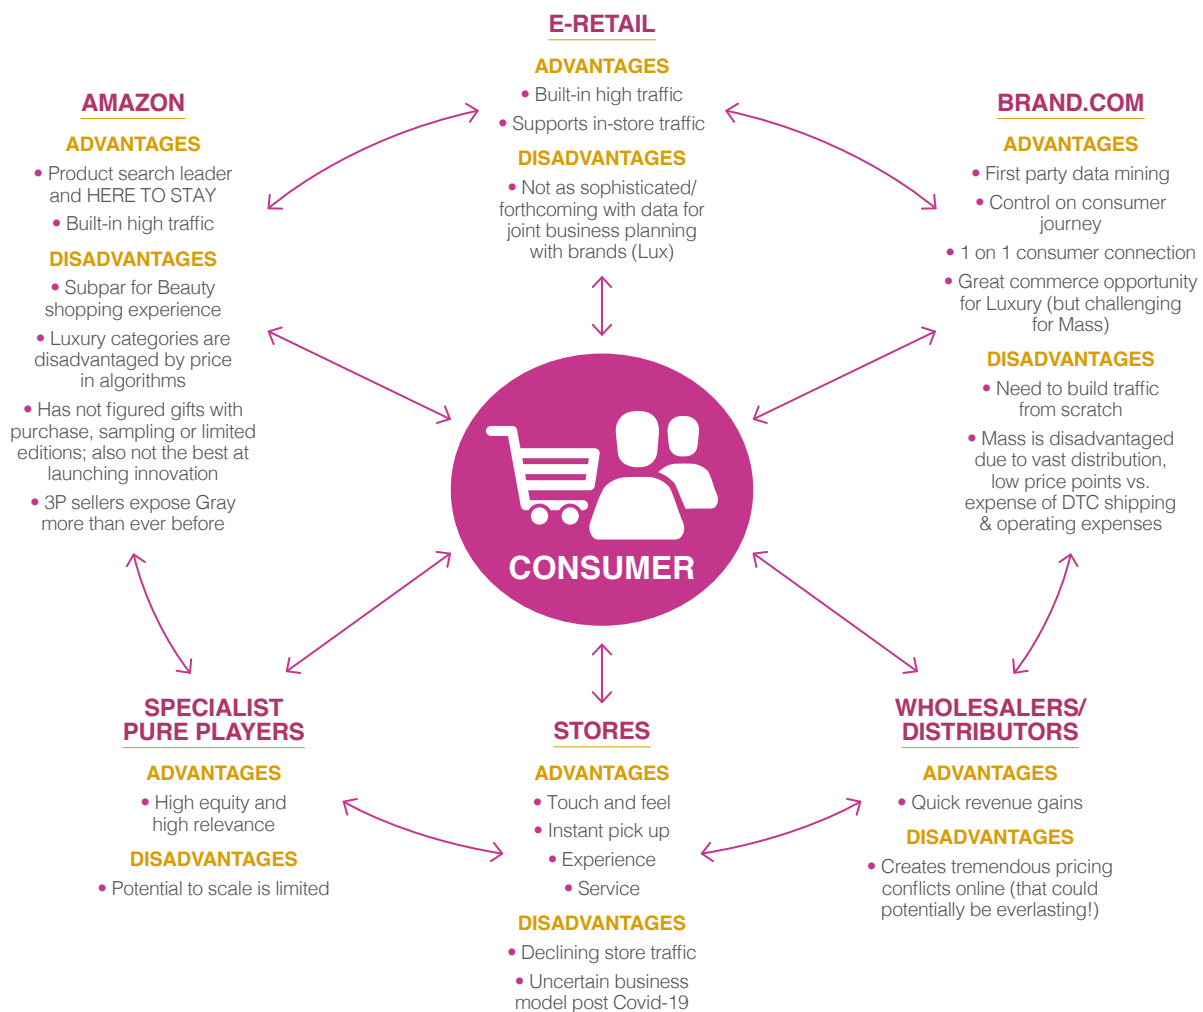 E-RETAIL
ADVANTAGES
• Built-in high traffic
• Supports in-store traffic
DISADVANTAGES
• Not as sophisticated/
forthcoming with data for
joint business planning
with brands (Lux)
AMAZON
ADVANTAGES
• Product search leader
and HERE TO STAY
• Built-in high traffic
DISADVANTAGES
• Subpar for Beauty
shopping experience
• Luxury categories are
disadvantaged by price
in algorithms
• Has not figured gifts with
purchase, sampling or limited
editions; also not the best at
launching innovation
• 3P sellers expose Gray
more than ever before
BRAND.COM
ADVANTAGES
• First party data mining
• Control on consumer
journey
• 1 on 1 consumer connection
• Great commerce opportunity
for Luxury (but challenging
for Mass)
DISADVANTAGES
• Need to build traffic
from scratch
• Mass is disadvantaged
due to vast distribution,
low price points vs.
expense of DTC shipping
& operating expenses
CONSUMER
SPECIALIST
PURE PLAYERS
ADVANTAGES
• High equity and
high relevance
DISADVANTAGES
• Potential to scale is limited
STORES
ADVANTAGES
• Touch and feel
• Instant pick up
• Experience
• Service
DISADVANTAGES
• Declining store traffic
• Uncertain business
model post Covid-19
WHOLESALERS/
DISTRIBUTORS
ADVANTAGES
• Quick revenue gains
DISADVANTAGES
• Creates tremendous pricing
conflicts online (that could
potentially be everlasting!)